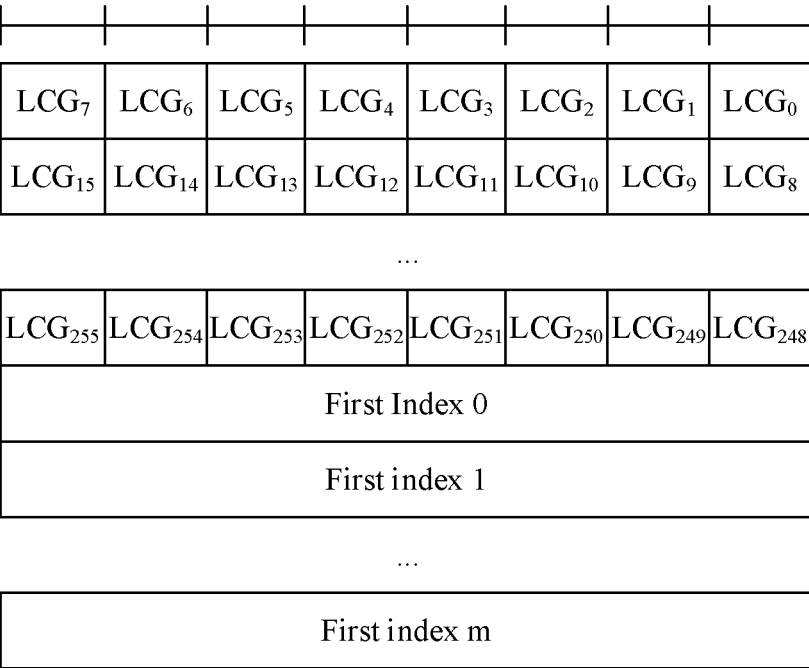 LCG₇ LCG₆ LCG₅ LCG₄ LCG₃ LCG₂ LCG₁ LCG₀
LCG₁₅ LCG₁₄ LCG₁₃ LCG₁₂ LCG₁₁ LCG₁₀ LCG₉ LCG₈
...
LCG₂₅₅ LCG₂₅₄ LCG₂₅₃ LCG₂₅₂ LCG₂₅₁ LCG₂₅₀ LCG₂₄₉ LCG₂₄₈
First Index 0
First index 1
...
First index m